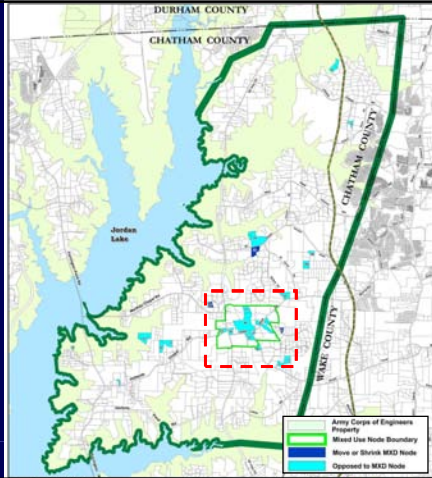 DURHAM COUNTY
CHATHAM COUNTY
CHATHAM COUNTY
Jordan
Lake
WAKE COUNTY
Army Corps of Engineers
Property
Mixed Use Node Boundary
Move or Shrink MXD Node
Opposed to MXD Node